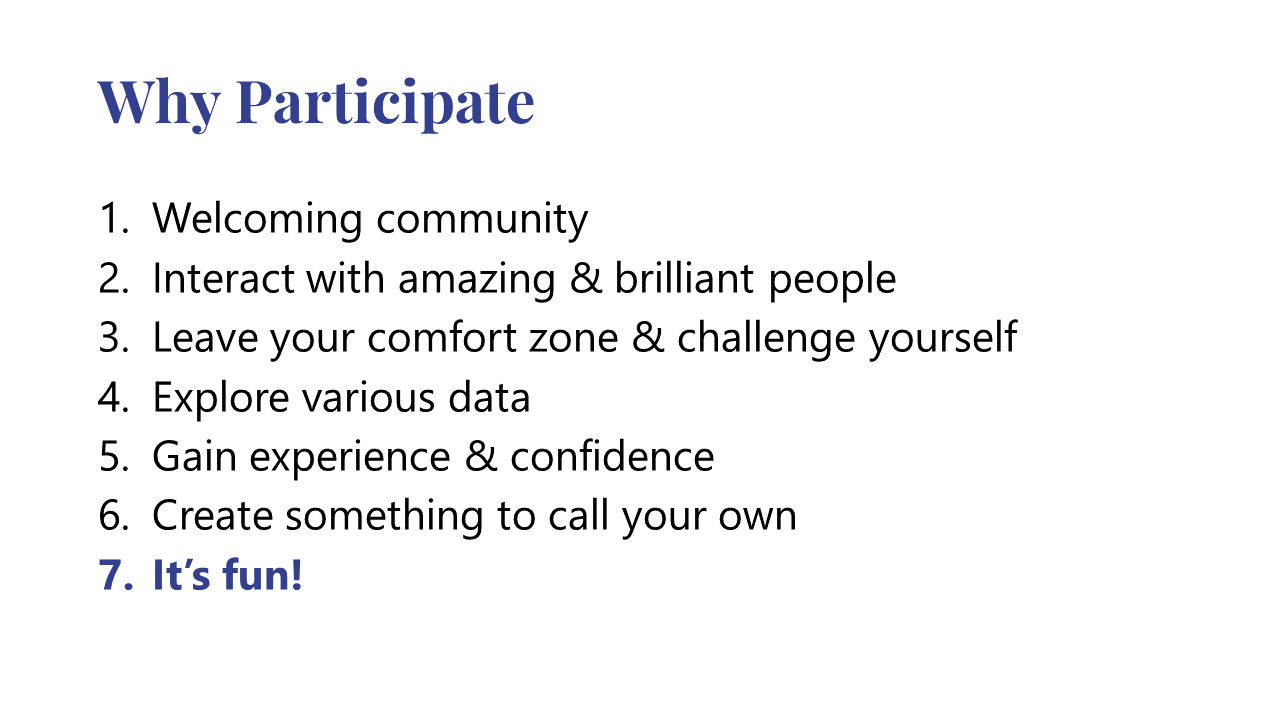 Why Participate
1. Welcoming community
2. Interact with amazing & brilliant people
3. Leave your comfort zone & challenge yourself
4. Explore various data
5. Gain experience & confidence
6. Create something to call your own
7. It’s fun!